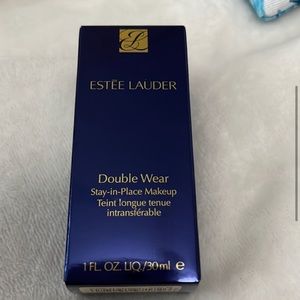 ESTĒE LAUDER
Double Wear
Stay-in-Place Makeup
Teint longue tenue
intransférable
1 FL. OZ. LIQ./30ml e